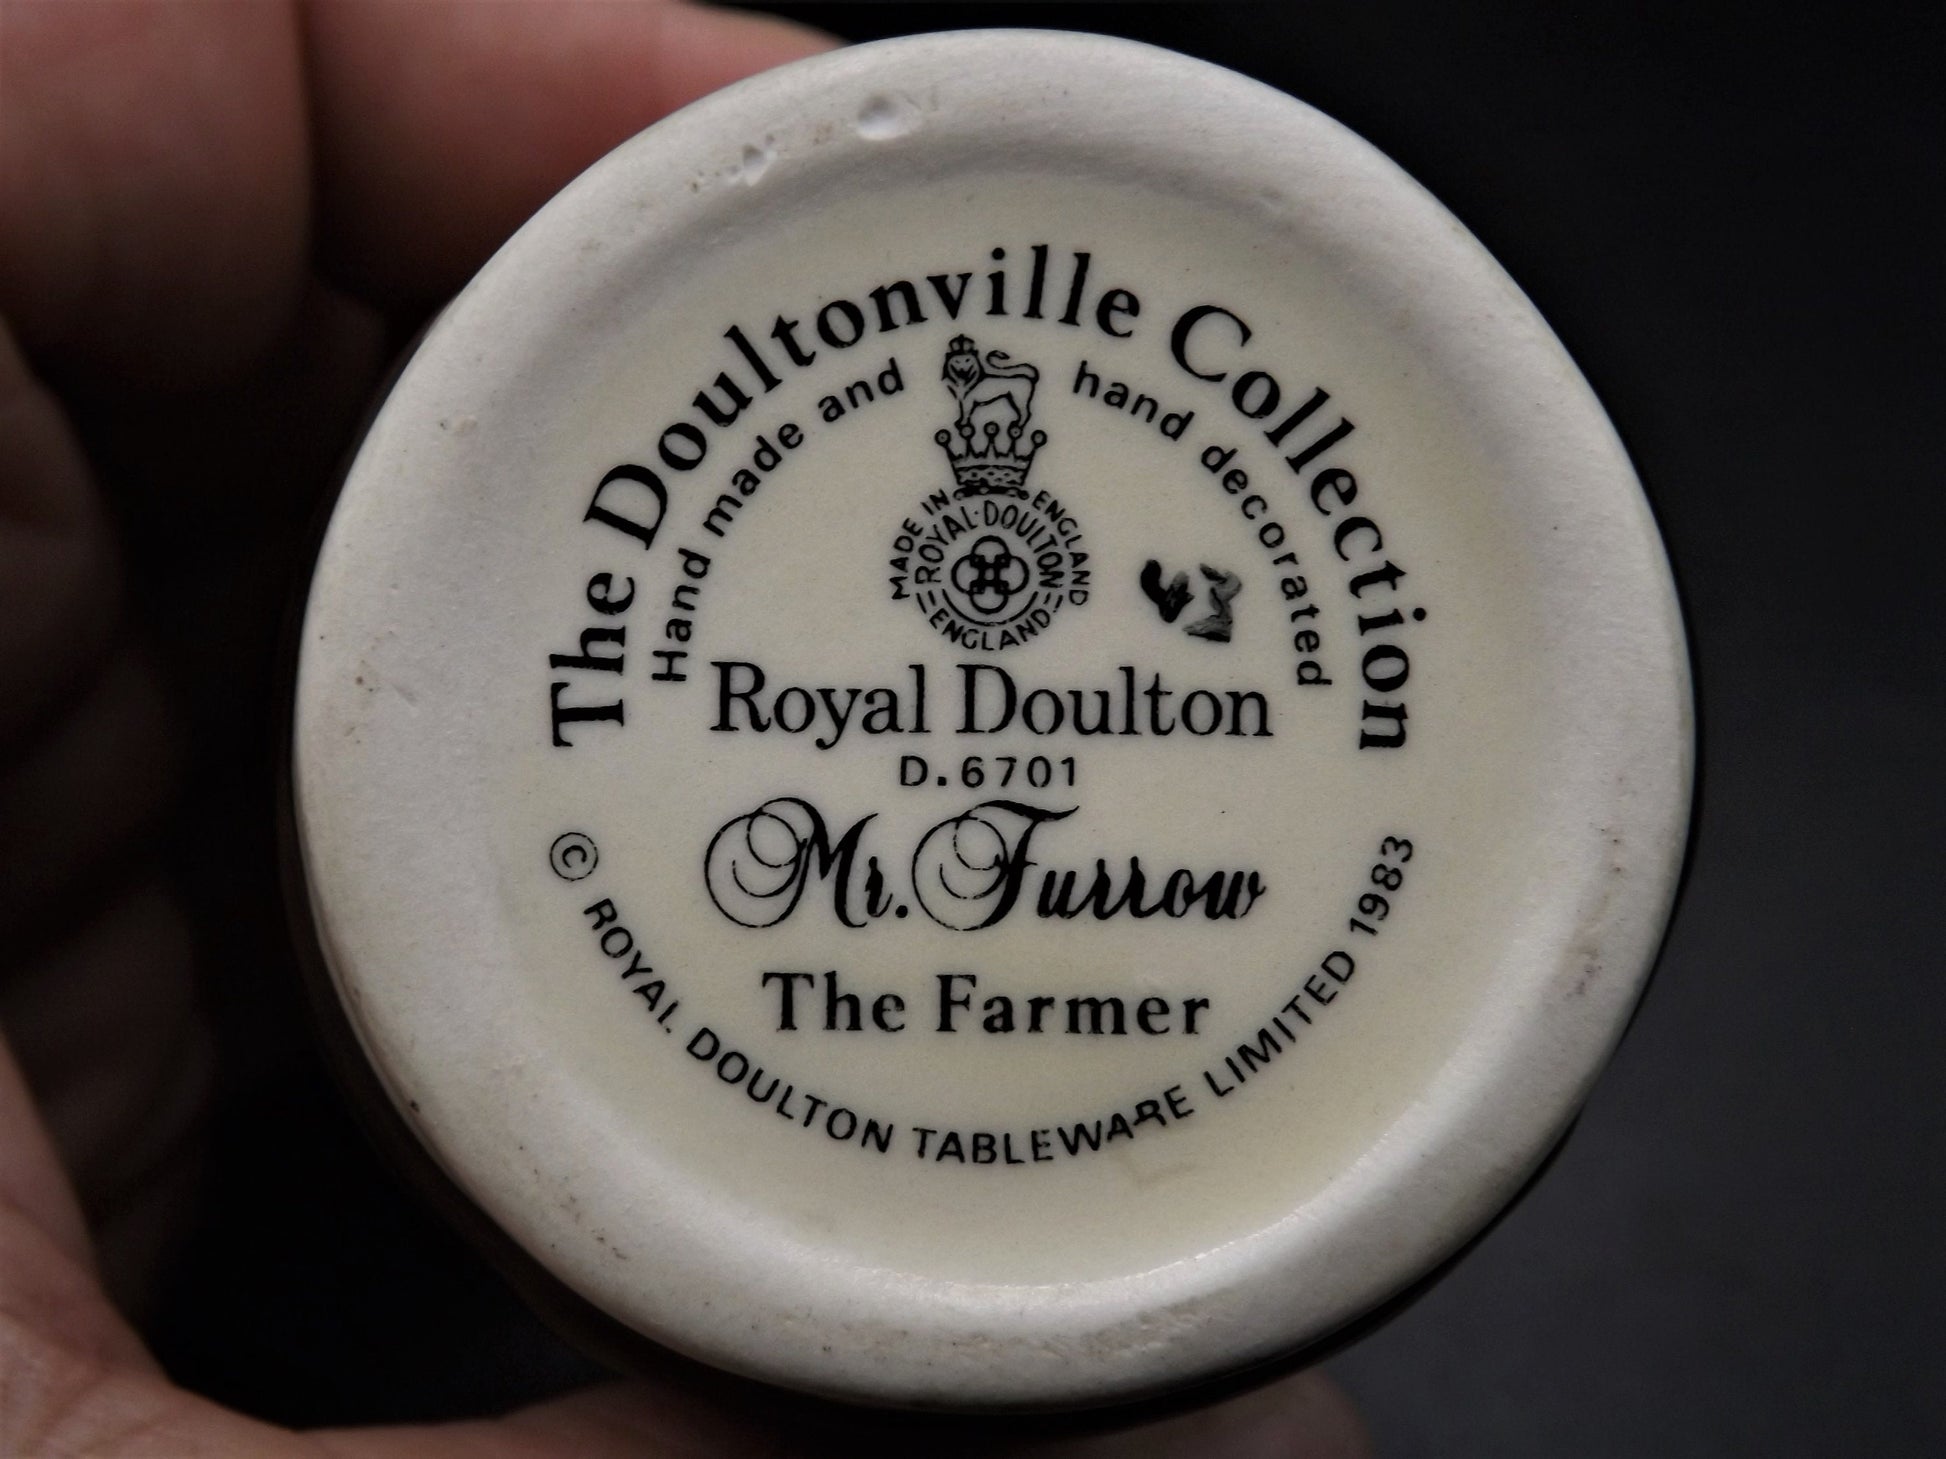 The Doultonville Collection
Hand made and hand decorated
MADE IN ENGLAND
ROYAL·DOULTON
ENGLAND
Royal Doulton
D.6701
Mr. Furrow
The Farmer
© ROYAL DOULTON TABLEWARE LIMITED 1983